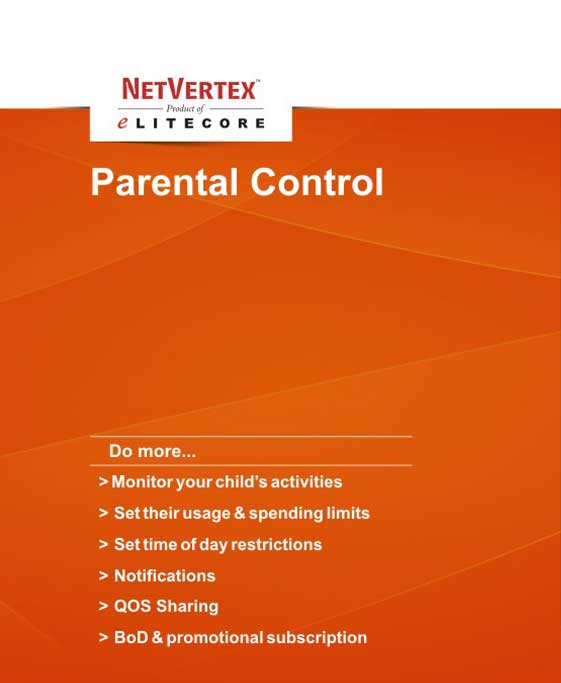 NETVERTEX™
Product of
eLITECORE
Parental Control
Do more...
> Monitor your child's activities
> Set their usage & spending limits
> Set time of day restrictions
> Notifications
> QOS Sharing
> BoD & promotional subscription